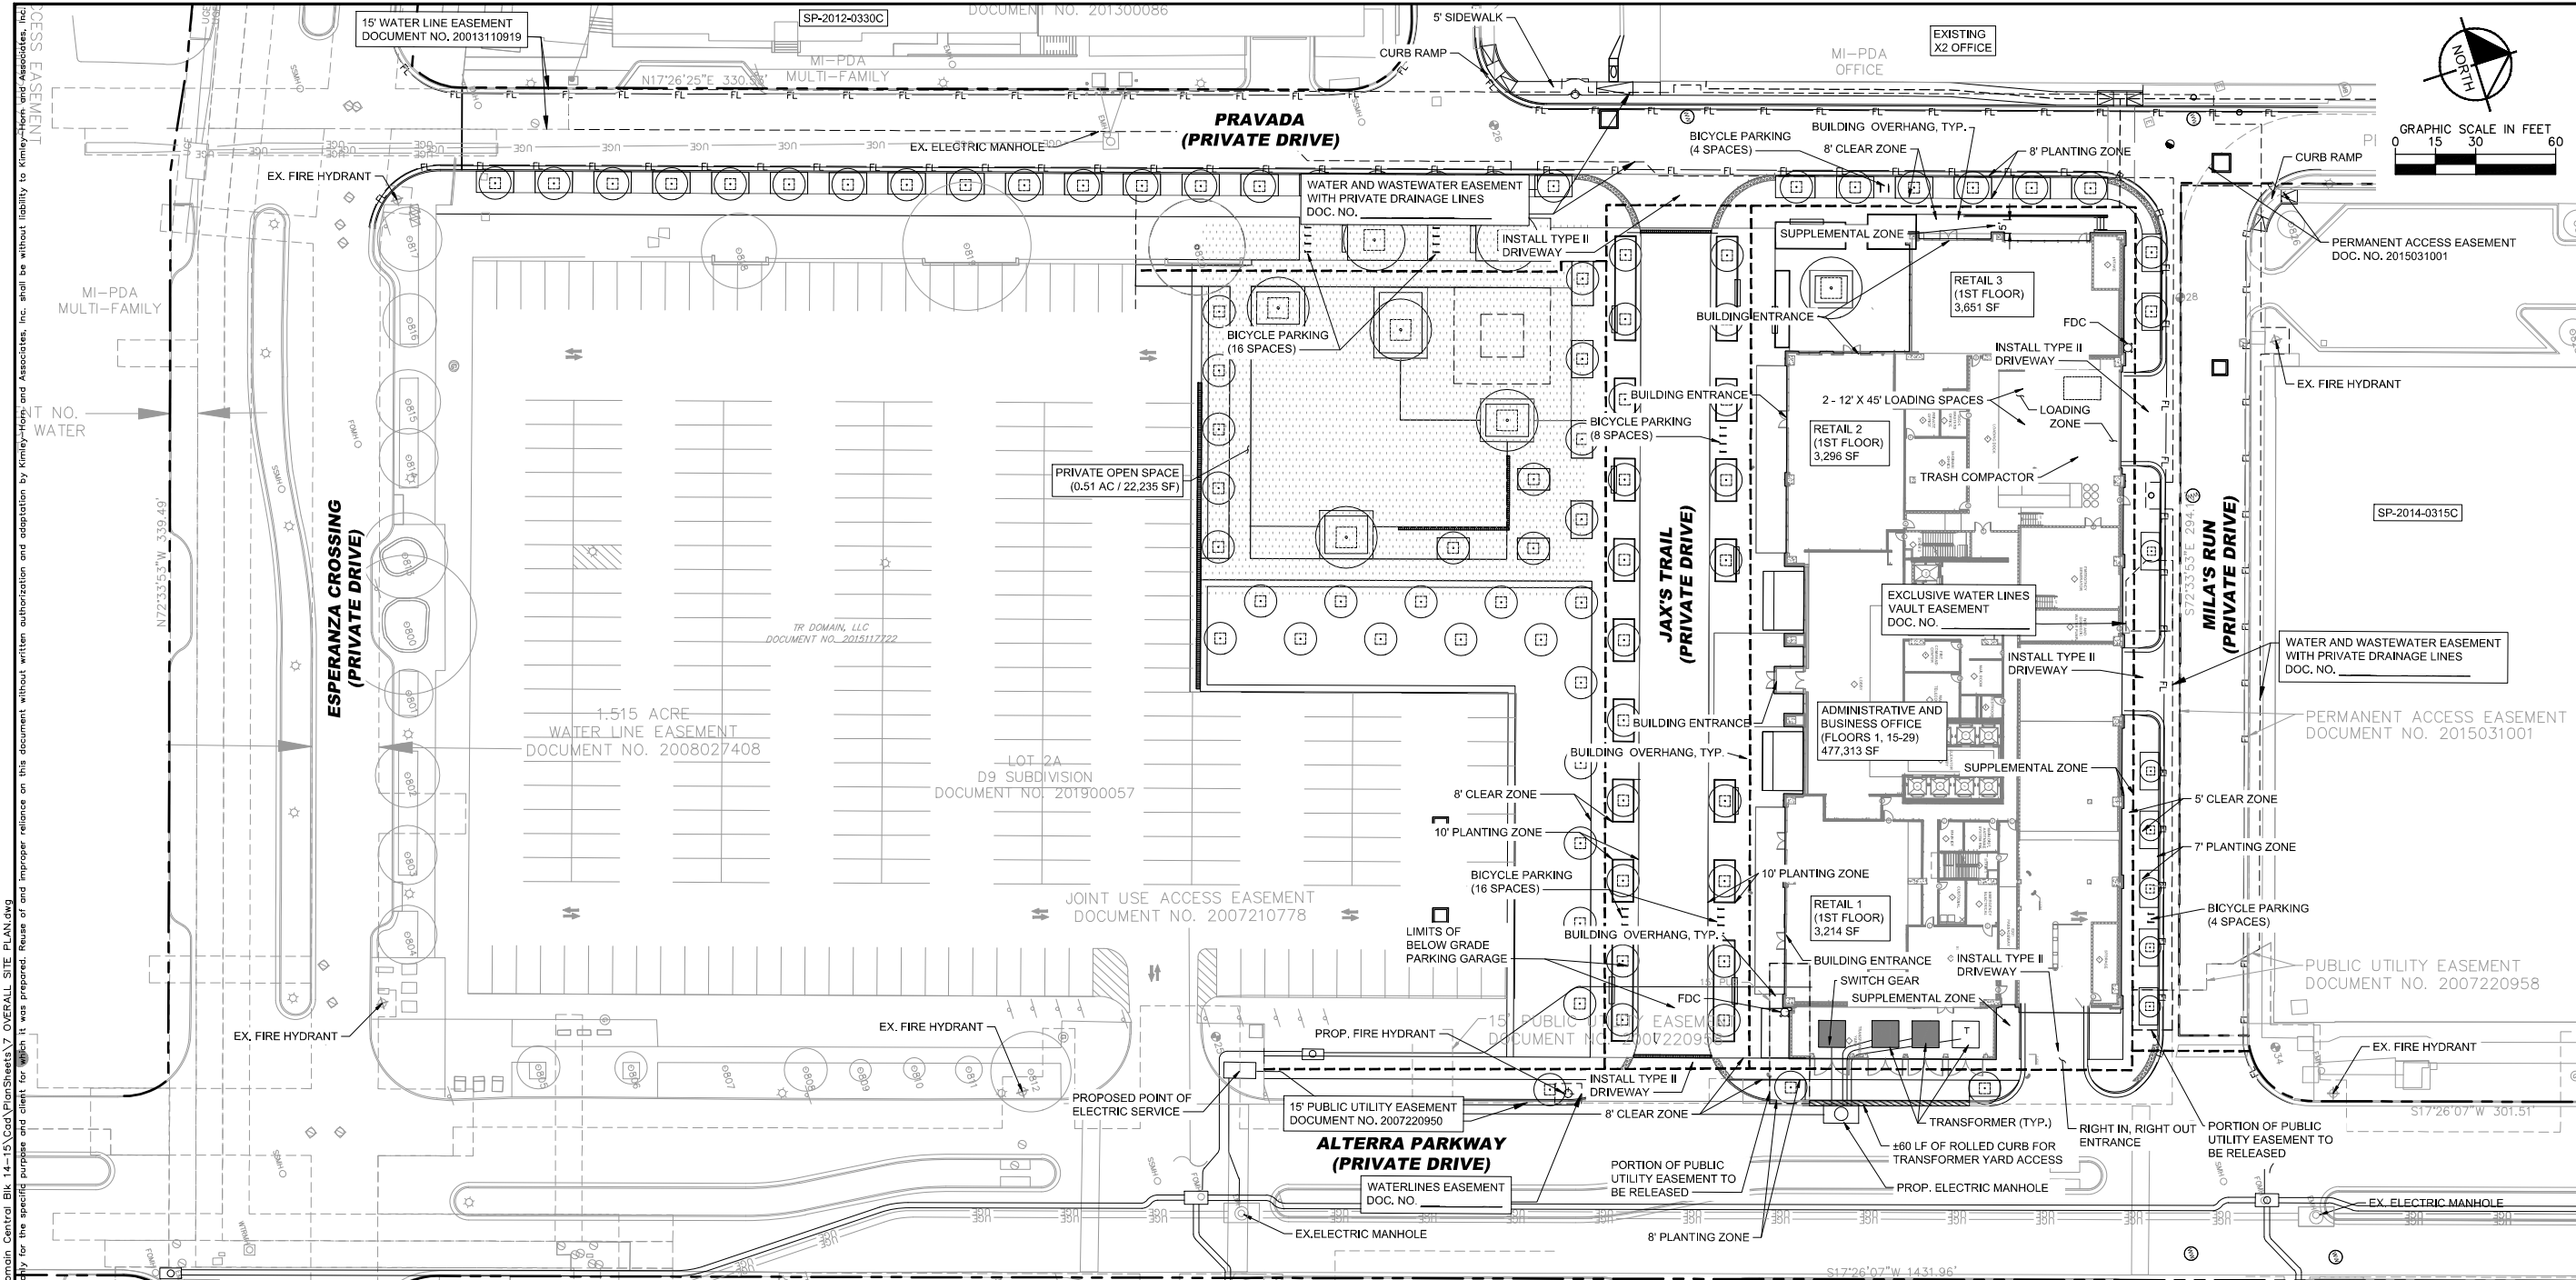 15' WATER LINE EASEMENT
DOCUMENT NO. 20013110919
SP-2012-0330C
DOCUMENT NO. 201300086
MI-PDA
MULTI-FAMILY
5' SIDEWALK
CURB RAMP
EXISTING
X2 OFFICE
MI-PDA
OFFICE
NORTH
GRAPHIC SCALE IN FEET
0 15 30 60
PRAVADA
(PRIVATE DRIVE)
EX. ELECTRIC MANHOLE
BICYCLE PARKING
(4 SPACES)
BUILDING OVERHANG, TYP.
8' CLEAR ZONE
8' PLANTING ZONE
CURB RAMP
EX. FIRE HYDRANT
WATER AND WASTEWATER EASEMENT
WITH PRIVATE DRAINAGE LINES
DOC. NO.
INSTALL TYPE II
DRIVEWAY
SUPPLEMENTAL ZONE
5'
PERMANENT ACCESS EASEMENT
DOC. NO. 2015031001
MI-PDA
MULTI-FAMILY
RETAIL 3
(1ST FLOOR)
3,651 SF
BUILDING ENTRANCE
FDC
BICYCLE PARKING
(16 SPACES)
INSTALL TYPE II
DRIVEWAY
EX. FIRE HYDRANT
BUILDING ENTRANCE
2 - 12' X 45' LOADING SPACES
LOADING
ZONE
NT NO.
WATER
BICYCLE PARKING
(8 SPACES)
RETAIL 2
(1ST FLOOR)
3,296 SF
PRIVATE OPEN SPACE
(0.51 AC / 22,235 SF)
TRASH COMPACTOR
SP-2014-0315C
N72°33'53"W 339.49'
ESPERANZA CROSSING
(PRIVATE DRIVE)
JAX'S TRAIL
(PRIVATE DRIVE)
MILA'S RUN
(PRIVATE DRIVE)
EXCLUSIVE WATER LINES
VAULT EASEMENT
DOC. NO.
TR DOMAIN, LLC
DOCUMENT NO. 2015117722
WATER AND WASTEWATER EASEMENT
WITH PRIVATE DRAINAGE LINES
DOC. NO.
INSTALL TYPE II
DRIVEWAY
1.515 ACRE
WATER LINE EASEMENT
DOCUMENT NO. 2008027408
BUILDING ENTRANCE
ADMINISTRATIVE AND
BUSINESS OFFICE
(FLOORS 1, 15-29)
477,313 SF
PERMANENT ACCESS EASEMENT
DOCUMENT NO. 2015031001
BUILDING OVERHANG, TYP.
LOT 2A
D9 SUBDIVISION
DOCUMENT NO. 201900057
SUPPLEMENTAL ZONE
8' CLEAR ZONE
5' CLEAR ZONE
10' PLANTING ZONE
7' PLANTING ZONE
BICYCLE PARKING
(16 SPACES)
10' PLANTING ZONE
JOINT USE ACCESS EASEMENT
DOCUMENT NO. 2007210778
RETAIL 1
(1ST FLOOR)
3,214 SF
BICYCLE PARKING
(4 SPACES)
LIMITS OF
BELOW GRADE
PARKING GARAGE
BUILDING OVERHANG, TYP.
BUILDING ENTRANCE
INSTALL TYPE II
DRIVEWAY
PUBLIC UTILITY EASEMENT
DOCUMENT NO. 2007220958
SWITCH GEAR
FDC
SUPPLEMENTAL ZONE
EX. FIRE HYDRANT
EX. FIRE HYDRANT
PROP. FIRE HYDRANT
T
EX. FIRE HYDRANT
PROPOSED POINT OF
ELECTRIC SERVICE
INSTALL TYPE II
DRIVEWAY
15' PUBLIC UTILITY EASEMENT
DOCUMENT NO. 2007220950
8' CLEAR ZONE
S17°26'07"W 301.51'
TRANSFORMER (TYP.)
RIGHT IN, RIGHT OUT
ENTRANCE
PORTION OF PUBLIC
UTILITY EASEMENT TO
BE RELEASED
ALTERRA PARKWAY
(PRIVATE DRIVE)
±60 LF OF ROLLED CURB FOR
TRANSFORMER YARD ACCESS
PORTION OF PUBLIC
UTILITY EASEMENT TO
BE RELEASED
WATERLINES EASEMENT
DOC. NO.
PROP. ELECTRIC MANHOLE
EX. ELECTRIC MANHOLE
EX.ELECTRIC MANHOLE
8' PLANTING ZONE
S17°26'07"W 1431.96'